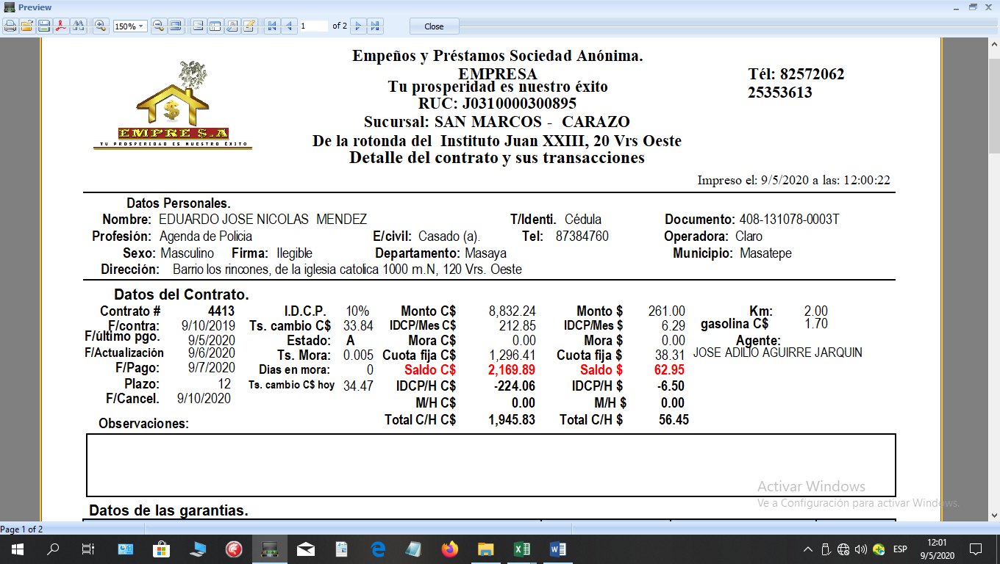 Preview
150%
1
of 2
Close
Empeños y Préstamos Sociedad Anónima.
EMPRESA
Tu prosperidad es nuestro éxito
RUC: J0310000300895
Sucursal: SAN MARCOS - CARAZO
De la rotonda del Instituto Juan XXIII, 20 Vrs Oeste
Detalle del contrato y sus transacciones
Tél: 82572062
25353613
$
EMPRE S.A
TU PROSPERIDAD ES NUESTRO ÉXITO
Impreso el: 9/5/2020 a las: 12:00:22
Datos Personales.
Nombre: EDUARDO JOSE NICOLAS MENDEZ T/Identi. Cédula Documento: 408-131078-0003T
Profesión: Agenda de Policia E/civil: Casado (a). Tel: 87384760 Operadora: Claro
Sexo: Masculino Firma: Ilegible Departamento: Masaya Municipio: Masatepe
Dirección: Barrio los rincones, de la iglesia catolica 1000 m.N, 120 Vrs. Oeste
Datos del Contrato.
Contrato # 4413 I.D.C.P. 10% Monto C$ 8,832.24 Monto $ 261.00 Km: 2.00
F/contra: 9/10/2019 Ts. cambio C$ 33.84 IDCP/Mes C$ 212.85 IDCP/Mes $ 6.29 gasolina C$ 1.70
F/último pgo. 9/5/2020 Estado: A Mora C$ 0.00 Mora $ 0.00 Agente:
F/Actualización 9/6/2020 Ts. Mora: 0.005 Cuota fija C$ 1,296.41 Cuota fija $ 38.31 JOSE ADILIO AGUIRRE JARQUIN
F/Pago: 9/7/2020 Dias en mora: 0 Saldo C$ 2,169.89 Saldo $ 62.95
Plazo: 12 Ts. cambio C$ hoy 34.47 IDCP/H C$ -224.06 IDCP/H $ -6.50
F/Cancel. 9/10/2020 M/H C$ 0.00 M/H $ 0.00
Observaciones: Total C/H C$ 1,945.83 Total C/H $ 56.45
Activar Windows
Ve a Configuración para activar Windows.
Datos de las garantias.
Page 1 of 2
ESP
12:01
9/5/2020